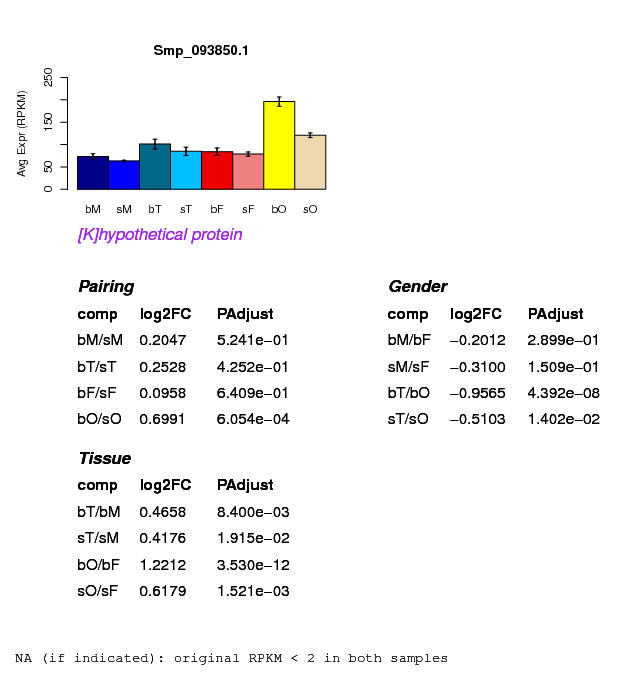 Smp_093850.1
Avg Expr (RPKM)
250
150
50
0
bM sM bT sT bF sF bO sO
[K]hypothetical protein
Pairing
comp log2FC PAdjust
bM/sM 0.2047 5.241e−01
bT/sT 0.2528 4.252e−01
bF/sF 0.0958 6.409e−01
bO/sO 0.6991 6.054e−04
Gender
comp log2FC PAdjust
bM/bF −0.2012 2.899e−01
sM/sF −0.3100 1.509e−01
bT/bO −0.9565 4.392e−08
sT/sO −0.5103 1.402e−02
Tissue
comp log2FC PAdjust
bT/bM 0.4658 8.400e−03
sT/sM 0.4176 1.915e−02
bO/bF 1.2212 3.530e−12
sO/sF 0.6179 1.521e−03
NA (if indicated): original RPKM < 2 in both samples